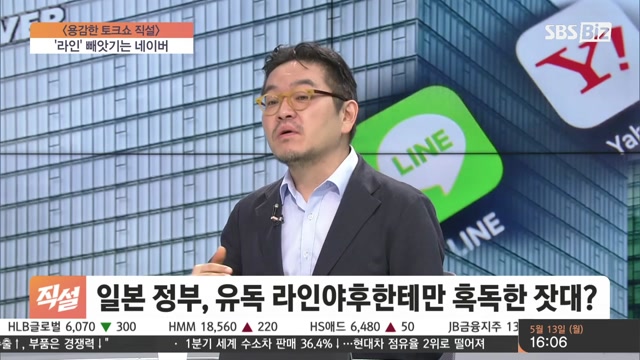 〈용감한 토크쇼 직설〉
'라인' 빼앗기는 네이버
SBS Biz
Y!
Yah
LINE
LINE
직설
일본 정부, 유독 라인야후한테만 혹독한 잣대?
HLB글로벌 6,070 ▼ 300 HMM 18,560 ▲ 220 HS애드 6,480 ▲ 50 JB금융지주 13
5월 13일 (월)
출↓, 부품은 증가↓" • 1분기 세계 수소차 판매 36.4%↓…현대차 점유율 2위로 떨어져
16:06